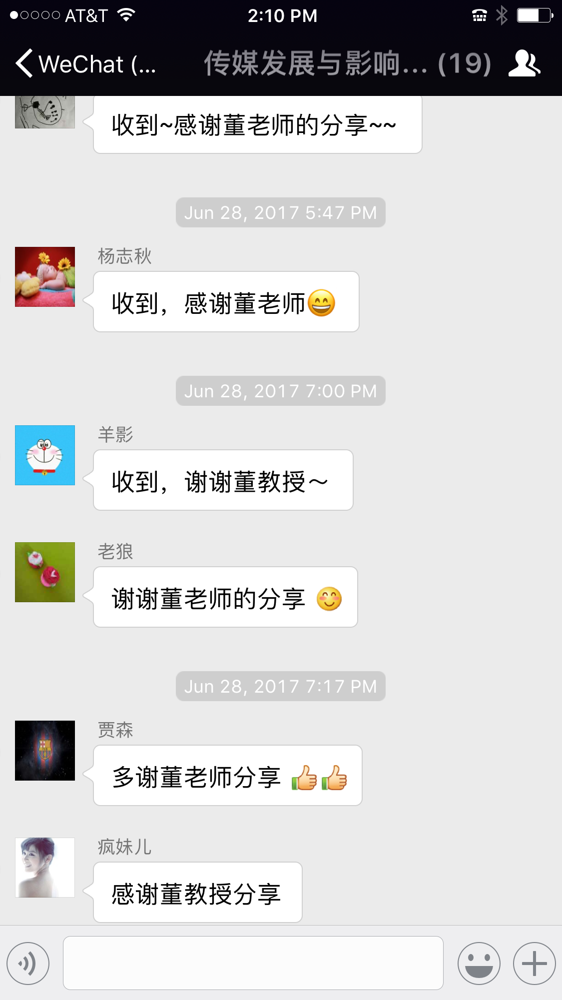 AT&T 2:10 PM
WeChat (... 传媒发展与影响... (19)
收到~感谢董老师的分享~~
Jun 28, 2017 5:47 PM
杨志秋
收到，感谢董老师😄
Jun 28, 2017 7:00 PM
羊影
收到，谢谢董教授～
老狼
谢谢董老师的分享 😊
Jun 28, 2017 7:17 PM
贾森
多谢董老师分享 👍👍
疯妹儿
感谢董教授分享